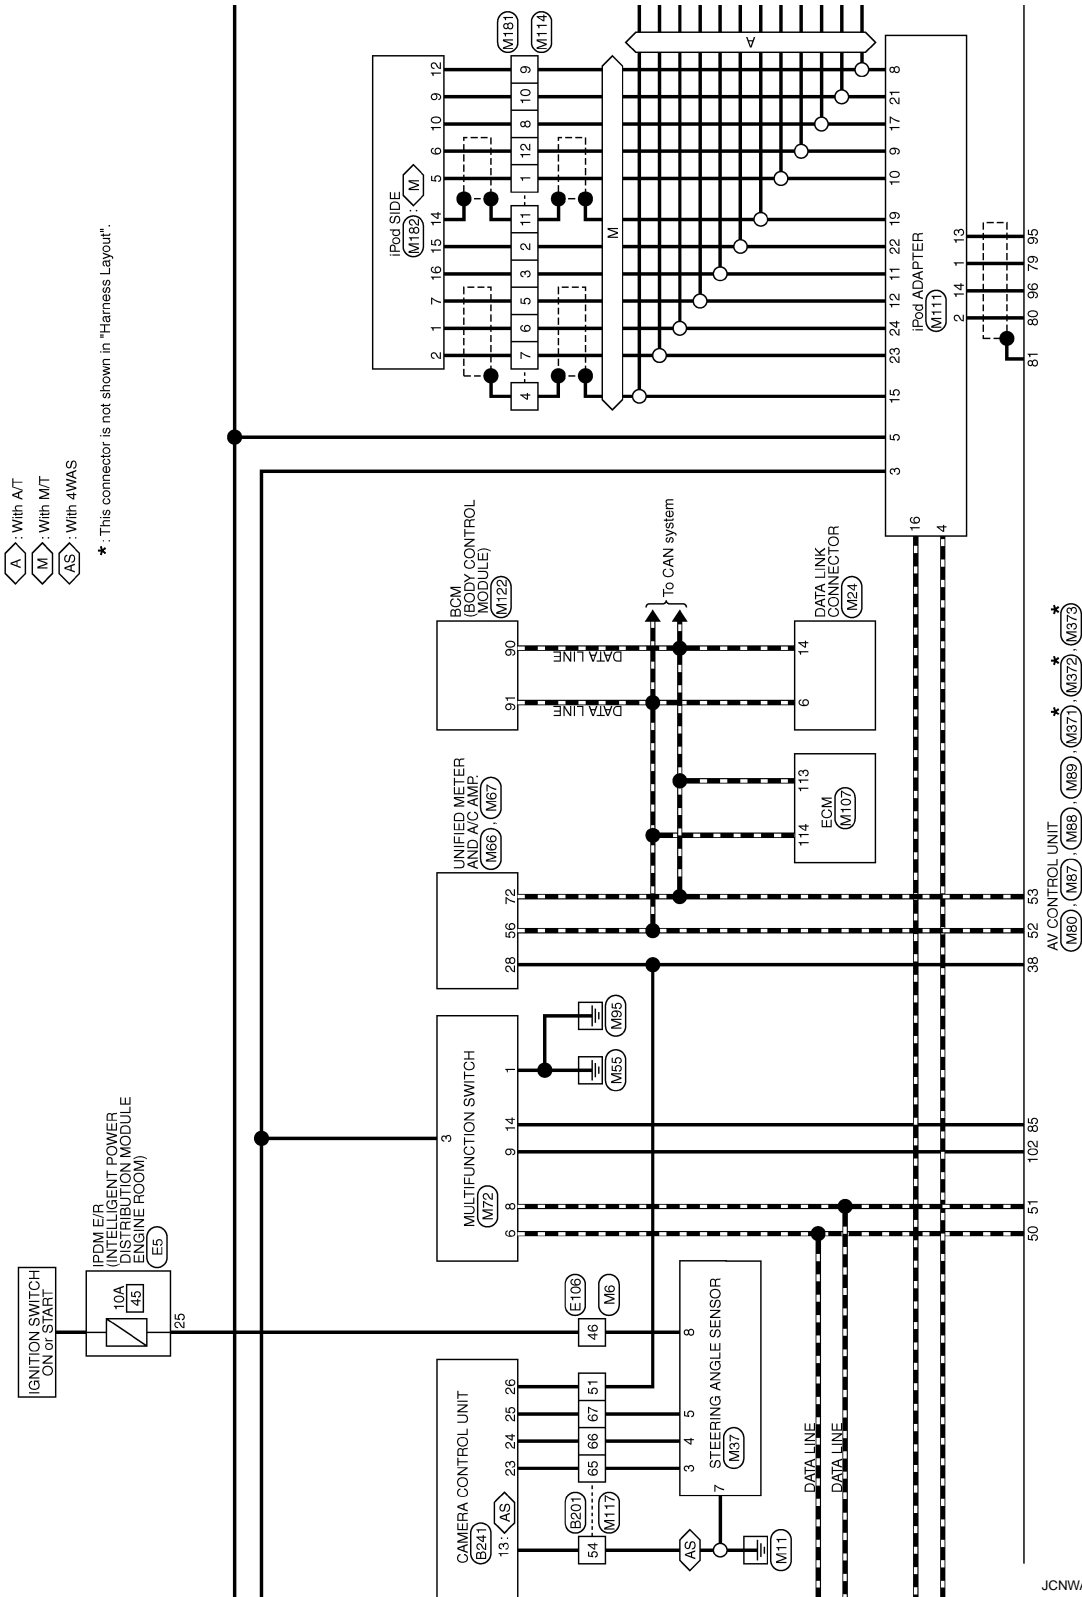 A : With A/T
M : With M/T
AS : With 4WAS
* : This connector is not shown in "Harness Layout".
IGNITION SWITCH
ON or START
IPDM E/R
(INTELLIGENT POWER
DISTRIBUTION MODULE
ENGINE ROOM)
E5
10A
45
25
iPod SIDE
M182 : M
12 9 10 6 5 14 15 16 7 1 2
M181
M114
9 10 8 12 1 11 2 3 5 6 7 4
M
A
8 21 17 9 10 19 22 11 12 24 23 15 5 3
iPod ADAPTER
M111
16
4
13 1 14 2
95 79 96 80 81
BCM
(BODY CONTROL
MODULE)
M122
91 90
DATA LINE
DATA LINE
To CAN system
DATA LINK
CONNECTOR
M24
6 14
UNIFIED METER
AND A/C AMP.
M66 , M67
28 56 72
ECM
M107
114 113
MULTIFUNCTION SWITCH
M72
3
6 8 9 14 1
M55
M95
CAMERA CONTROL UNIT
B241
13 : AS
23 24 25 26
B201
M117
54 65 66 67 51
E106
M6
46
STEERING ANGLE SENSOR
M37
3 4 5 8
7
AS
M11
DATA LINE
DATA LINE
50 51 102 85 38 52 53
AV CONTROL UNIT
M80 , M87 , M88 , M89 , M371 , * M372 , * M373
JCNWA